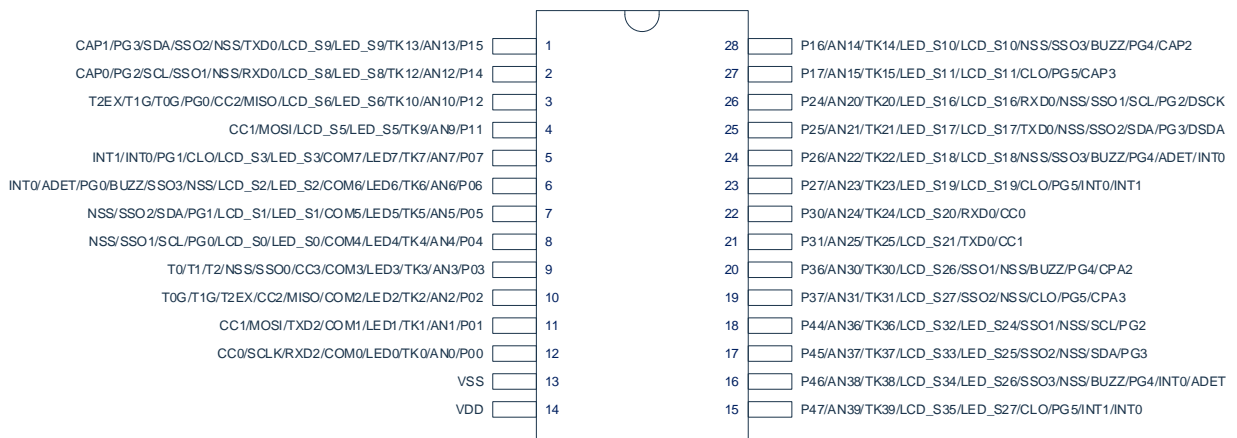 CAP1/PG3/SDA/SSO2/NSS/TXD0/LCD_S9/LED_S9/TK13/AN13/P15 1 28 P16/AN14/TK14/LED_S10/LCD_S10/NSS/SSO3/BUZZ/PG4/CAP2
CAP0/PG2/SCL/SSO1/NSS/RXD0/LCD_S8/LED_S8/TK12/AN12/P14 2 27 P17/AN15/TK15/LED_S11/LCD_S11/CLO/PG5/CAP3
T2EX/T1G/T0G/PG0/CC2/MISO/LCD_S6/LED_S6/TK10/AN10/P12 3 26 P24/AN20/TK20/LED_S16/LCD_S16/RXD0/NSS/SSO1/SCL/PG2/DSCK
CC1/MOSI/LCD_S5/LED_S5/TK9/AN9/P11 4 25 P25/AN21/TK21/LED_S17/LCD_S17/TXD0/NSS/SSO2/SDA/PG3/DSDA
INT1/INT0/PG1/CLO/LCD_S3/LED_S3/COM7/LED7/TK7/AN7/P07 5 24 P26/AN22/TK22/LED_S18/LCD_S18/NSS/SSO3/BUZZ/PG4/ADET/INT0
INT0/ADET/PG0/BUZZ/SSO3/NSS/LCD_S2/LED_S2/COM6/LED6/TK6/AN6/P06 6 23 P27/AN23/TK23/LED_S19/LCD_S19/CLO/PG5/INT0/INT1
NSS/SSO2/SDA/PG1/LCD_S1/LED_S1/COM5/LED5/TK5/AN5/P05 7 22 P30/AN24/TK24/LCD_S20/RXD0/CC0
NSS/SSO1/SCL/PG0/LCD_S0/LED_S0/COM4/LED4/TK4/AN4/P04 8 21 P31/AN25/TK25/LCD_S21/TXD0/CC1
T0/T1/T2/NSS/SSO0/CC3/COM3/LED3/TK3/AN3/P03 9 20 P36/AN30/TK30/LCD_S26/SSO1/NSS/BUZZ/PG4/CPA2
T0G/T1G/T2EX/CC2/MISO/COM2/LED2/TK2/AN2/P02 10 19 P37/AN31/TK31/LCD_S27/SSO2/NSS/CLO/PG5/CPA3
CC1/MOSI/TXD2/COM1/LED1/TK1/AN1/P01 11 18 P44/AN36/TK36/LCD_S32/LED_S24/SSO1/NSS/SCL/PG2
CC0/SCLK/RXD2/COM0/LED0/TK0/AN0/P00 12 17 P45/AN37/TK37/LCD_S33/LED_S25/SSO2/NSS/SDA/PG3
VSS 13 16 P46/AN38/TK38/LCD_S34/LED_S26/SSO3/NSS/BUZZ/PG4/INT0/ADET
VDD 14 15 P47/AN39/TK39/LCD_S35/LED_S27/CLO/PG5/INT1/INT0